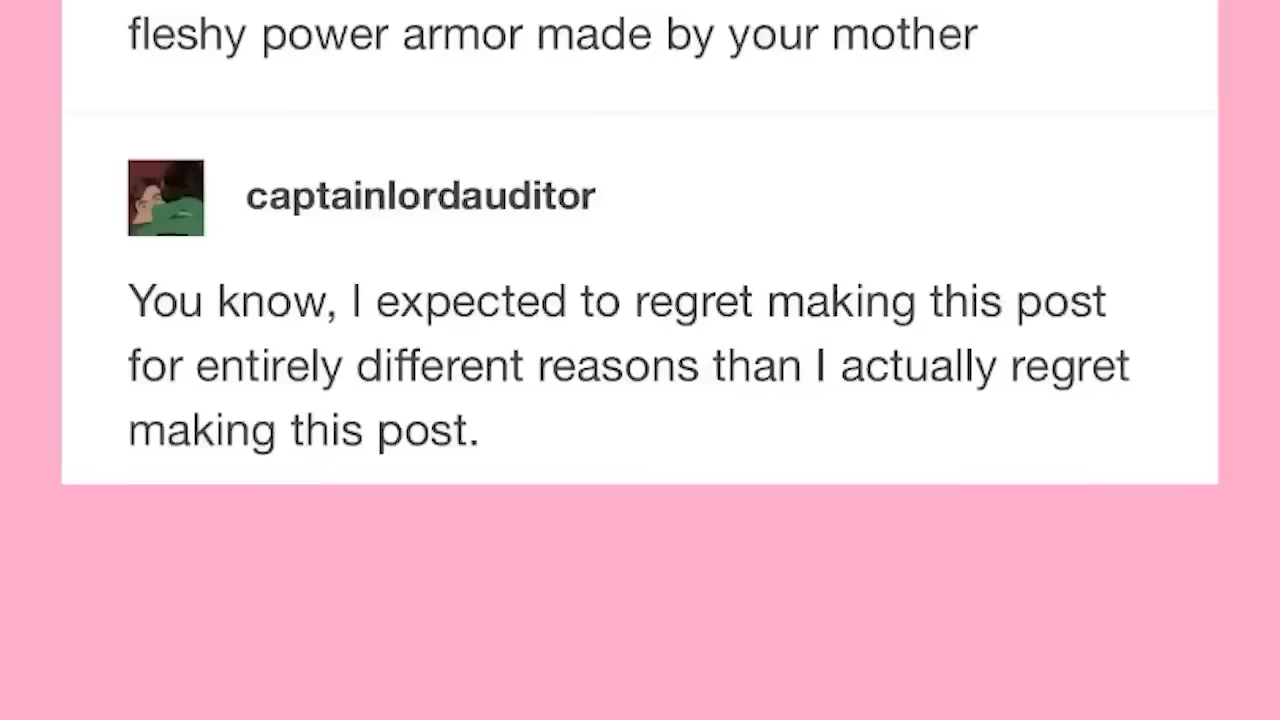 fleshy power armor made by your mother
captainlordauditor
You know, I expected to regret making this post
for entirely different reasons than I actually regret
making this post.